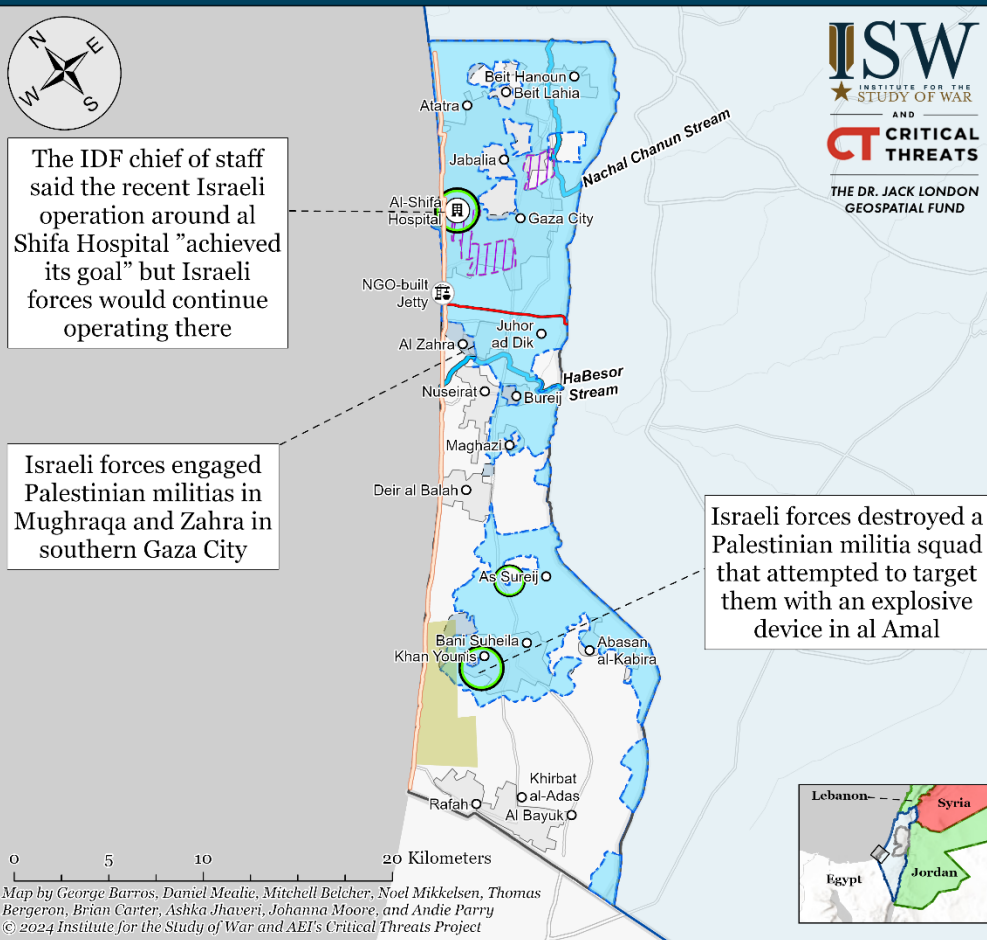 N
E
W
S
ISW
INSTITUTE FOR THE
STUDY OF WAR
AND
CT CRITICAL
THREATS
THE DR. JACK LONDON
GEOSPATIAL FUND
The IDF chief of staff
said the recent Israeli
operation around al
Shifa Hospital ”achieved
its goal” but Israeli
forces would continue
operating there
Israeli forces engaged
Palestinian militias in
Mughraqa and Zahra in
southern Gaza City
Israeli forces destroyed a
Palestinian militia squad
that attempted to target
them with an explosive
device in al Amal
Beit Hanoun
Beit Lahia
Atatra
Nachal Chanun Stream
Jabalia
Al-Shifa
Hospital
Gaza City
NGO-built
Jetty
Juhor
ad Dik
Al Zahra
HaBesor
Stream
Nuseirat
Bureij
Maghazi
Deir al Balah
As Sureij
Bani Suheila
Khan Younis
Abasan
al-Kabira
Khirbat
al-Adas
Rafah
Al Bayuk
Lebanon
Syria
Egypt
Jordan
0 5 10 20 Kilometers
Map by George Barros, Daniel Mealie, Mitchell Belcher, Noel Mikkelsen, Thomas
Bergeron, Brian Carter, Ashka Jhaveri, Johanna Moore, and Andie Parry
© 2024 Institute for the Study of War and AEI's Critical Threats Project